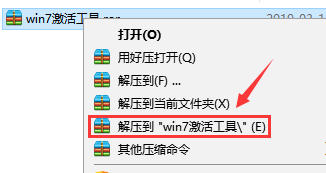 win7激活工具.rar
打开(O)
用好压打开(Q)
解压到(F) ...
解压到当前文件夹(X)
解压到 "win7激活工具\" (E)
其他压缩命令